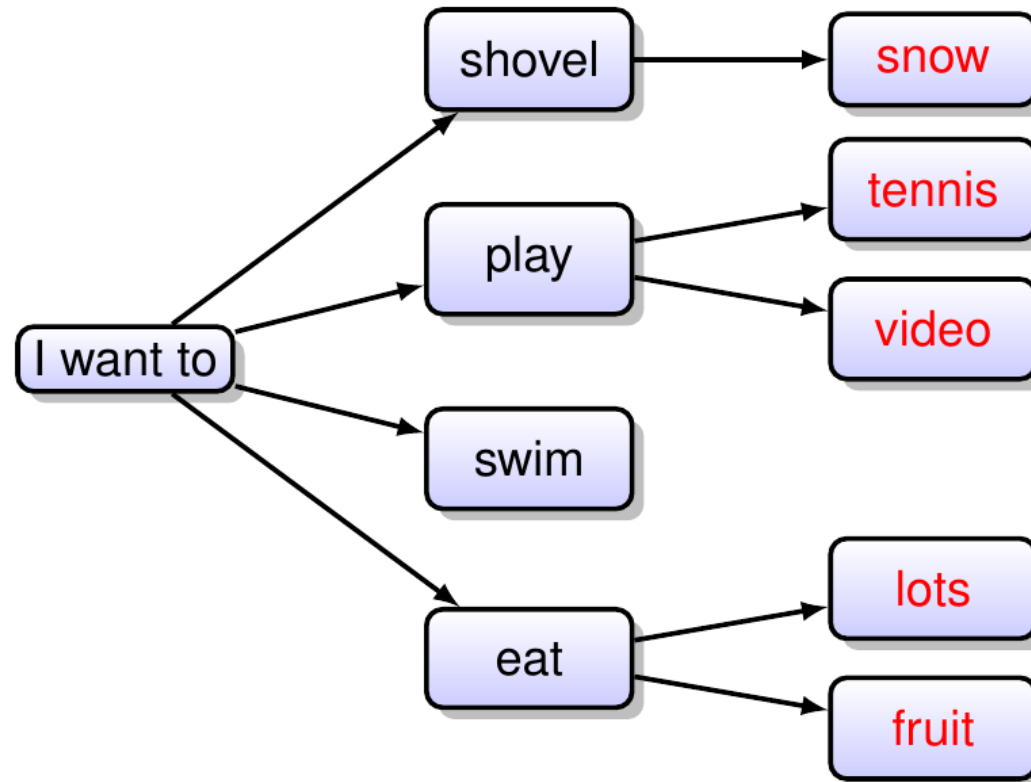 I want to
shovel
snow
play
tennis
video
swim
eat
lots
fruit